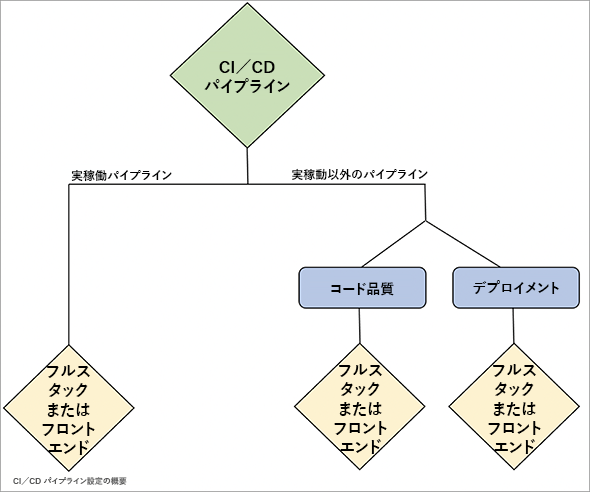 CI／CD
パイプライン
実稼働パイプライン
実稼動以外のパイプライン
コード品質
デプロイメント
フルス
タック
または
フロント
エンド
フルス
タック
または
フロント
エンド
フルス
タック
または
フロント
エンド
CI／CD パイプライン設定の概要